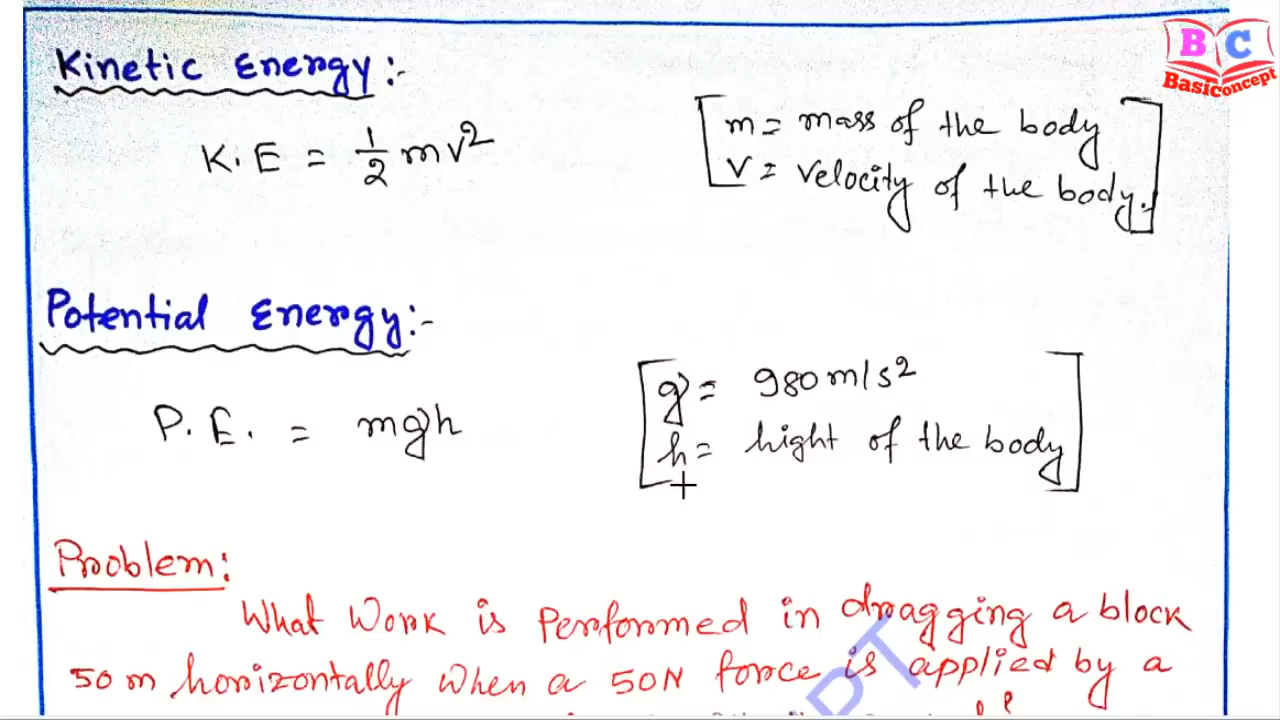 B C
BasiConcept
Kinetic Energy:-
K.E = 1/2 mv²
m = mass of the body
v = velocity of the body.
Potential Energy:-
P.E. = mgh
g = 980 m/s²
h = hight of the body
Problem:
What Work is Performed in dragging a block
50 m horizontally when a 50N force is applied by a